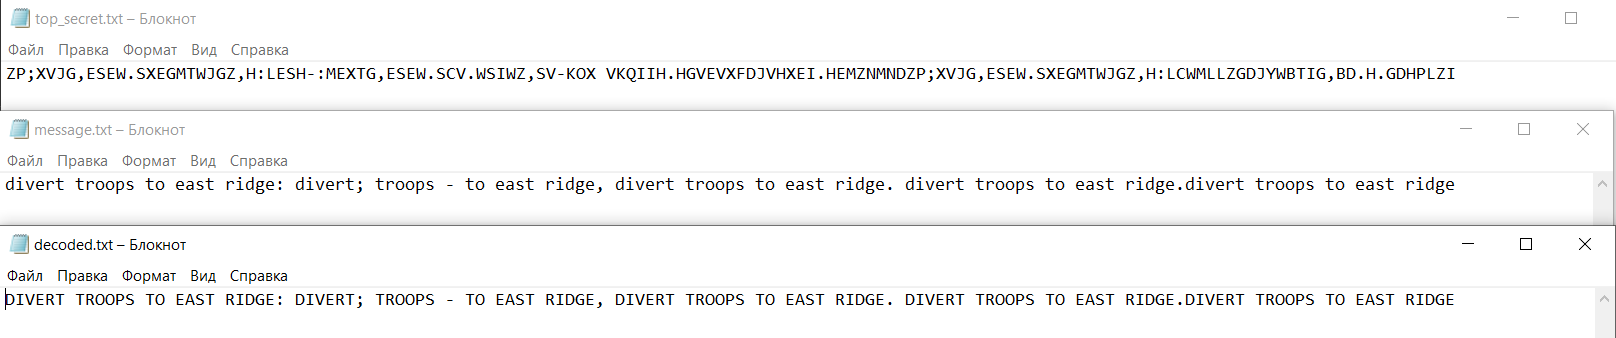 top_secret.txt – Блокнот
Файл Правка Формат Вид Справка
ZP;XVJG,ESEW.SXEGMTWJGZ,H:LESH-:MEXTG,ESEW.SCV.WSIWZ,SV-KOX VKQIIH.HGVEVXFDJVHXEI.HEMZNMNDZP;XVJG,ESEW.SXEGMTWJGZ,H:LCWMLLZGDJYWBTIG,BD.H.GDHPLZI
message.txt – Блокнот
Файл Правка Формат Вид Справка
divert troops to east ridge: divert; troops - to east ridge, divert troops to east ridge. divert troops to east ridge.divert troops to east ridge
decoded.txt – Блокнот
Файл Правка Формат Вид Справка
DIVERT TROOPS TO EAST RIDGE: DIVERT; TROOPS - TO EAST RIDGE, DIVERT TROOPS TO EAST RIDGE. DIVERT TROOPS TO EAST RIDGE.DIVERT TROOPS TO EAST RIDGE